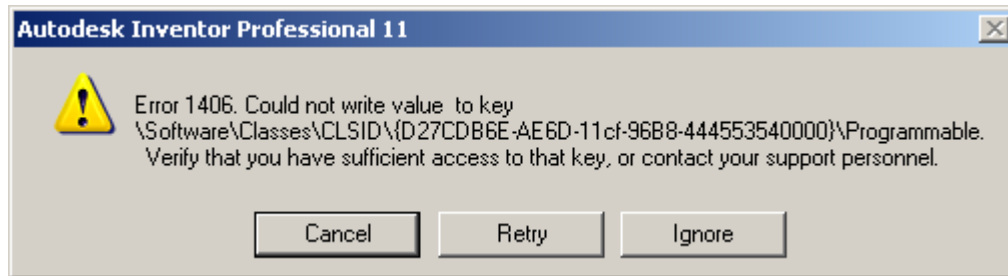 Autodesk Inventor Professional 11
Error 1406. Could not write value  to key
\Software\Classes\CLSID\{D27CDB6E-AE6D-11cf-96B8-444553540000}\Programmable.
Verify that you have sufficient access to that key, or contact your support personnel.
Cancel Retry Ignore